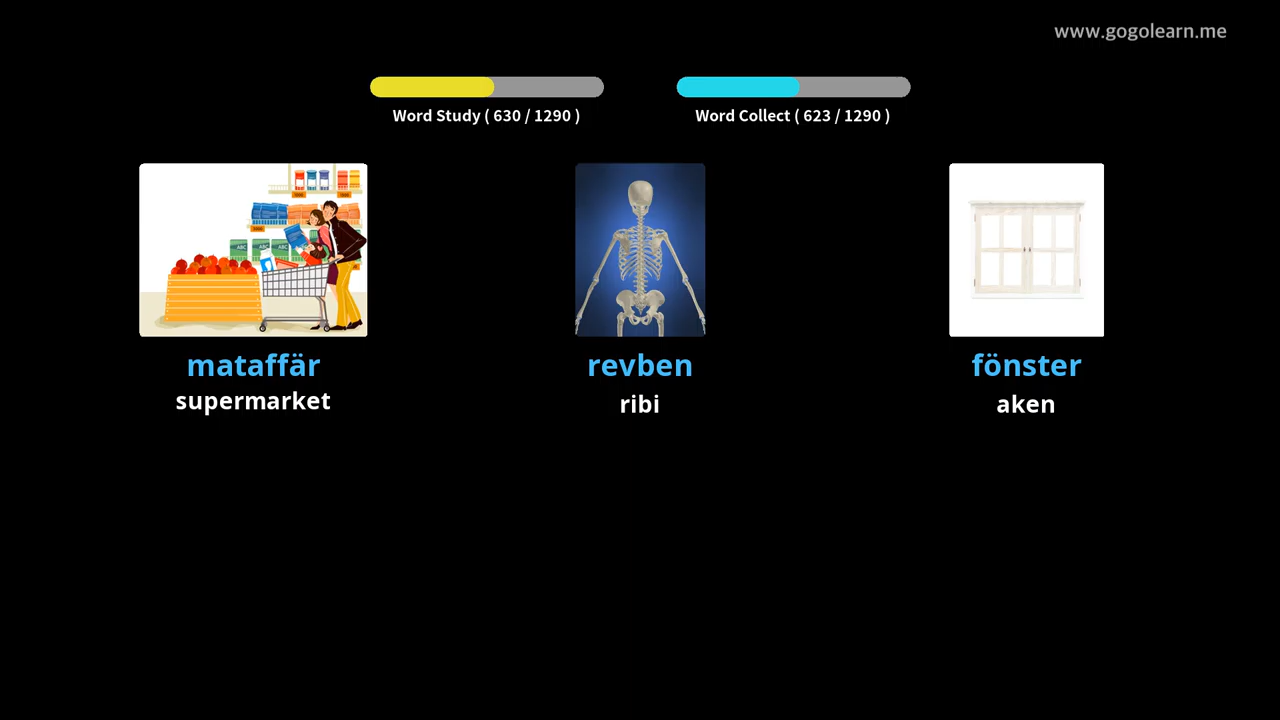 www.gogolearn.me
Word Study ( 630 / 1290 )
Word Collect ( 623 / 1290 )
mataffär
supermarket
revben
ribi
fönster
aken